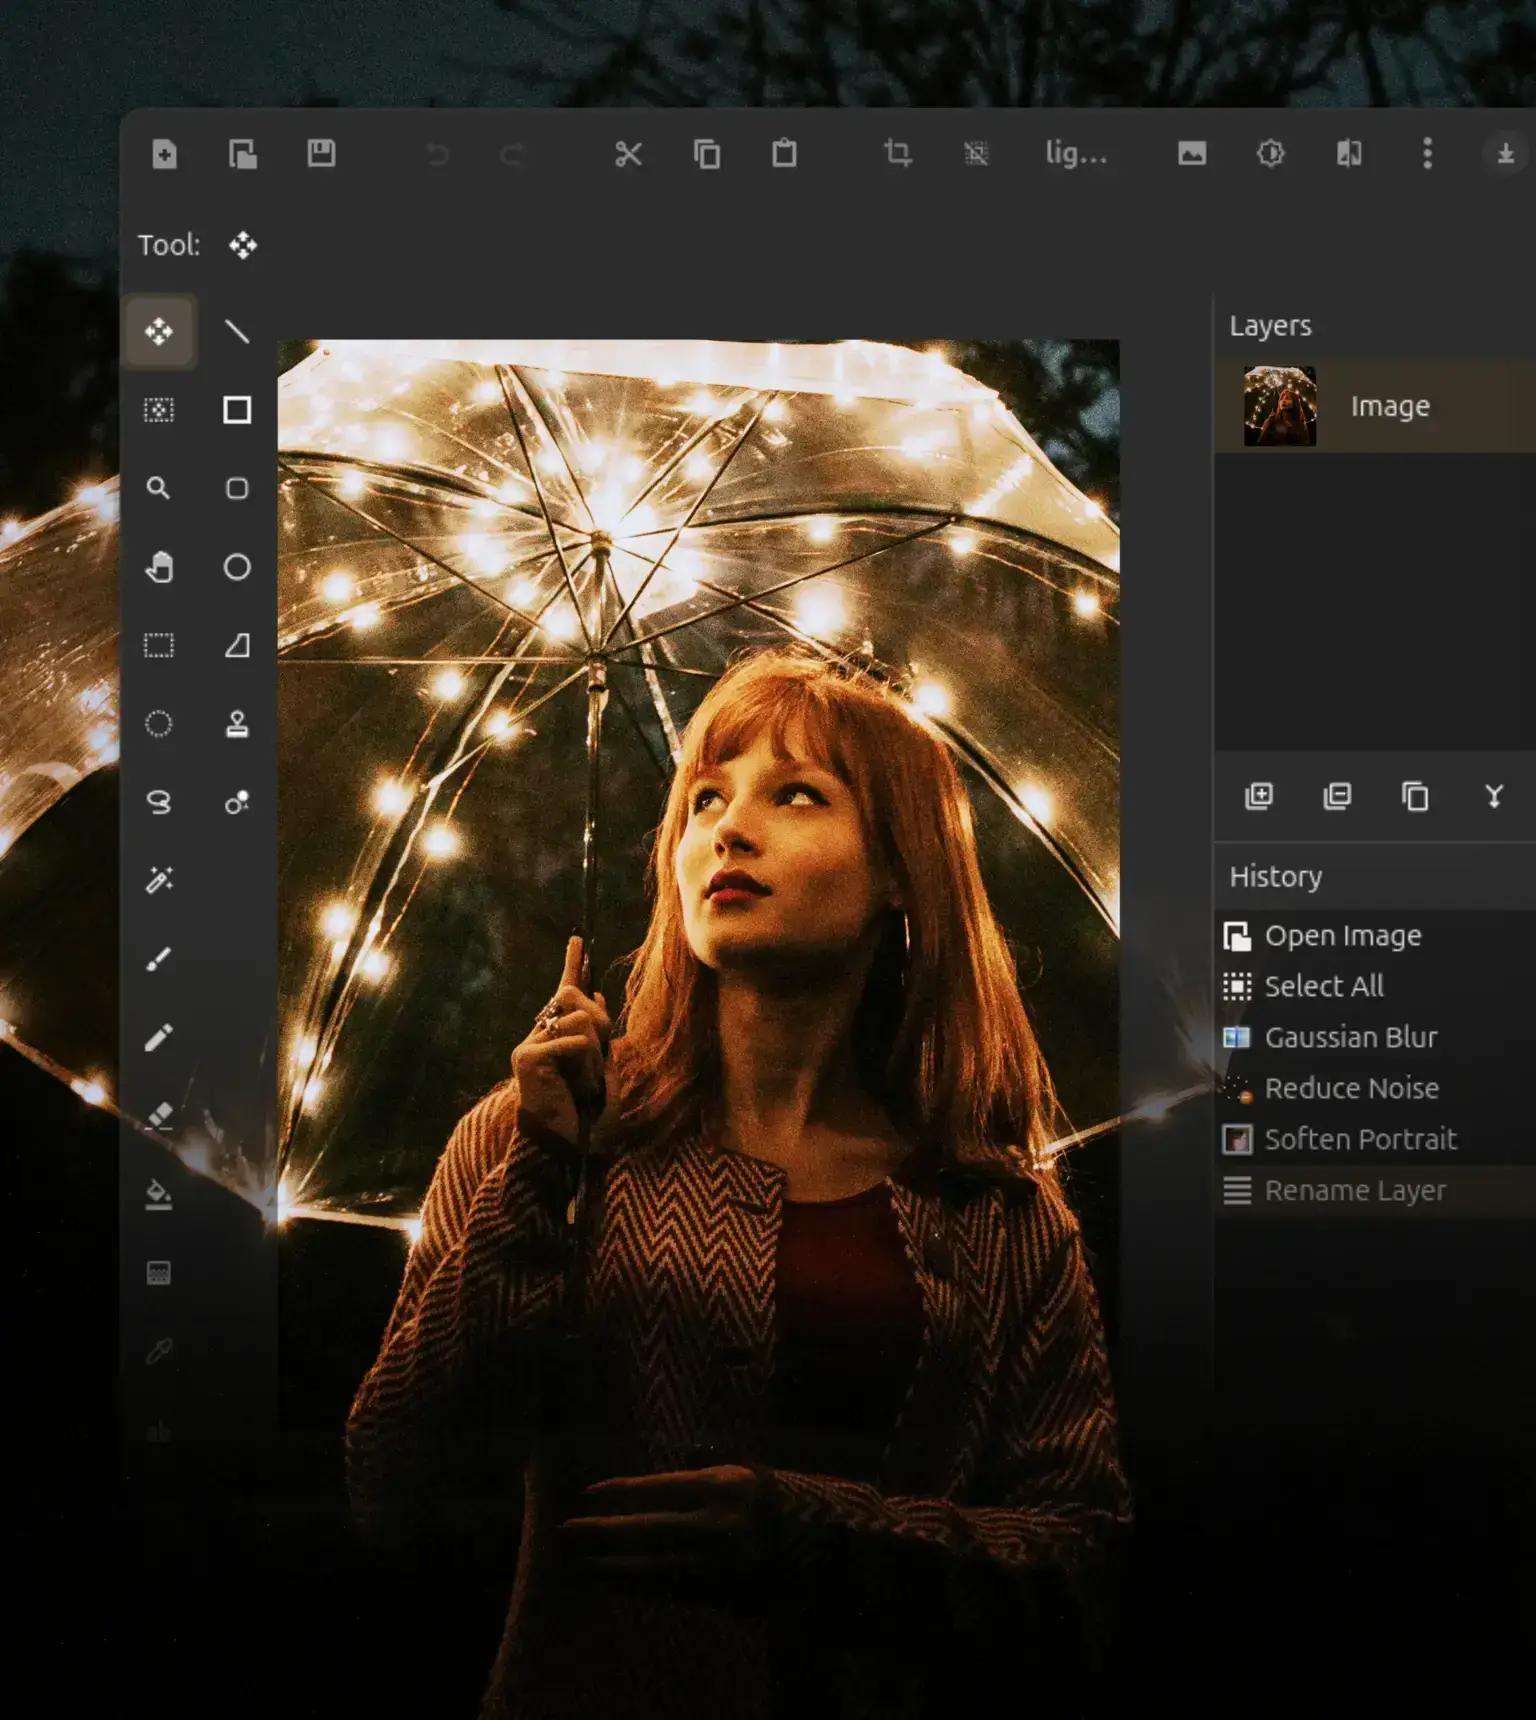 lig...
Tool:
Layers
Image
History
Open Image
Select All
Gaussian Blur
Reduce Noise
Soften Portrait
Rename Layer